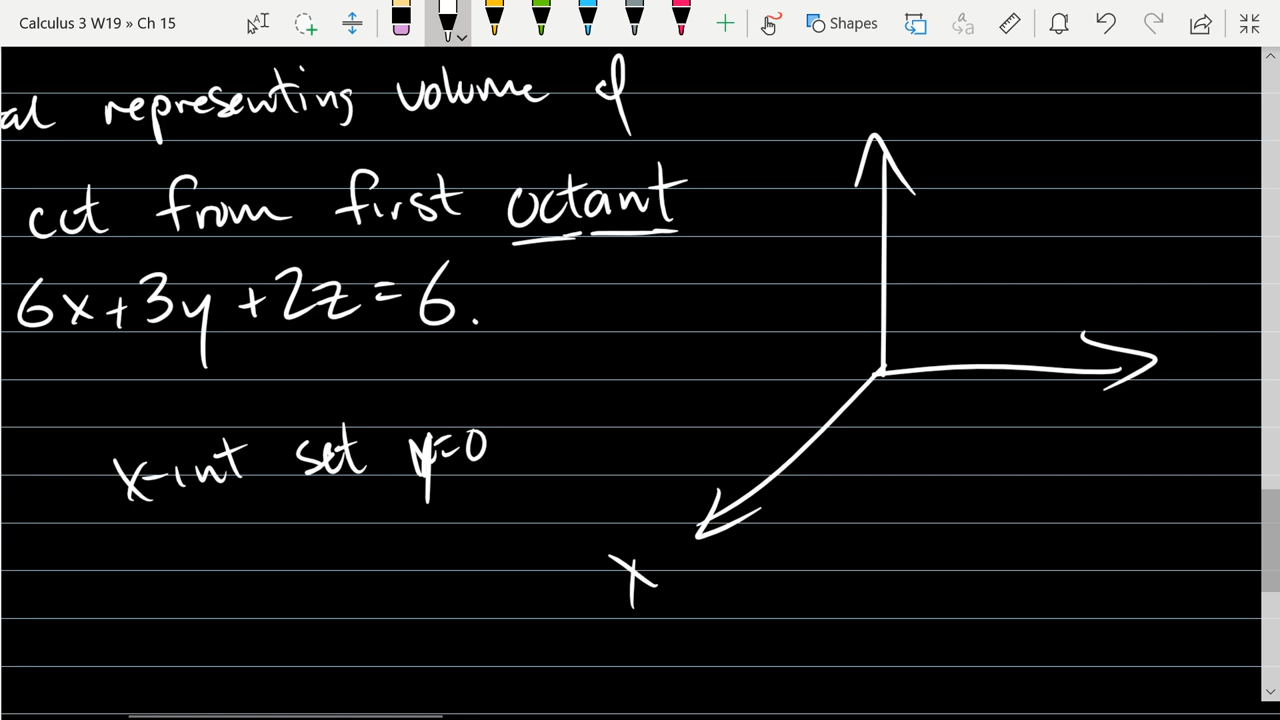 Calculus 3 W19 » Ch 15
Shapes
al representing volume of
cct from first octant
6x+3y+2z=6.
x-int set y=0
x